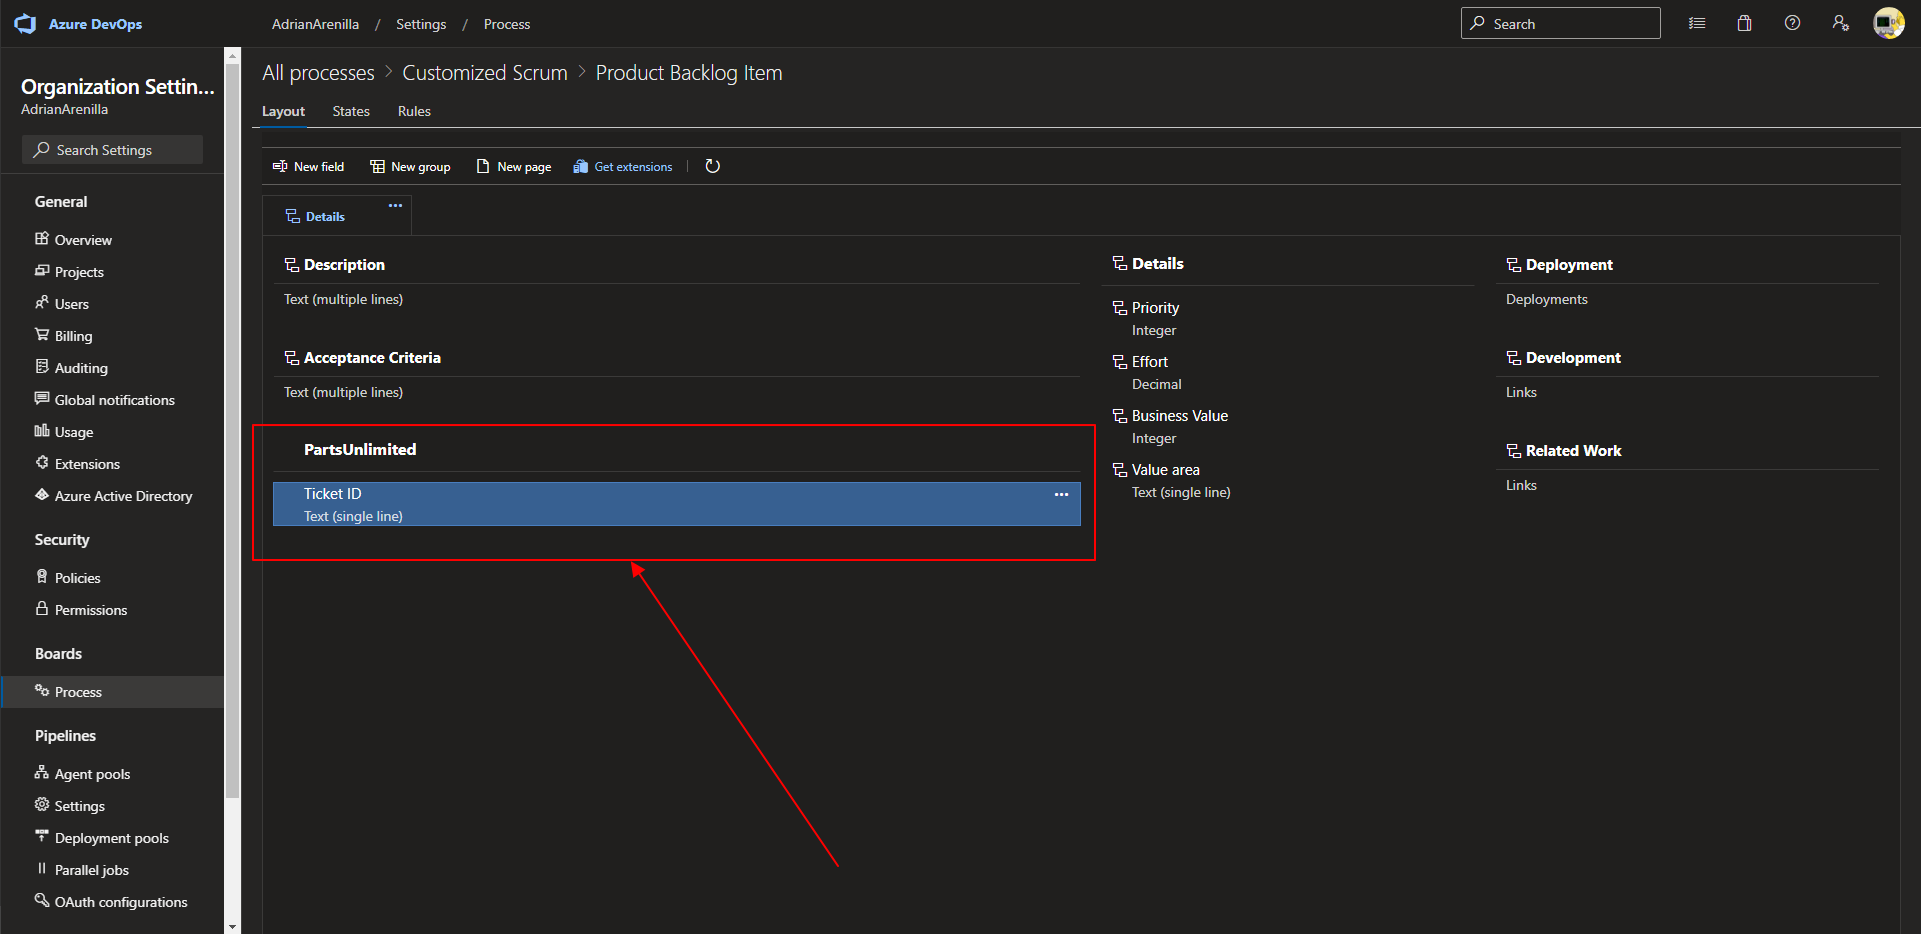 Azure DevOps
AdrianArenilla / Settings / Process
Search
Organization Settin...
AdrianArenilla
Search Settings
General
Overview
Projects
Users
Billing
Auditing
Global notifications
Usage
Extensions
Azure Active Directory
Security
Policies
Permissions
Boards
Process
Pipelines
Agent pools
Settings
Deployment pools
Parallel jobs
OAuth configurations
All processes > Customized Scrum > Product Backlog Item
Layout States Rules
New field New group New page Get extensions
Details
Description
Text (multiple lines)
Acceptance Criteria
Text (multiple lines)
PartsUnlimited
Ticket ID
Text (single line)
Details
Priority
Integer
Effort
Decimal
Business Value
Integer
Value area
Text (single line)
Deployment
Deployments
Development
Links
Related Work
Links